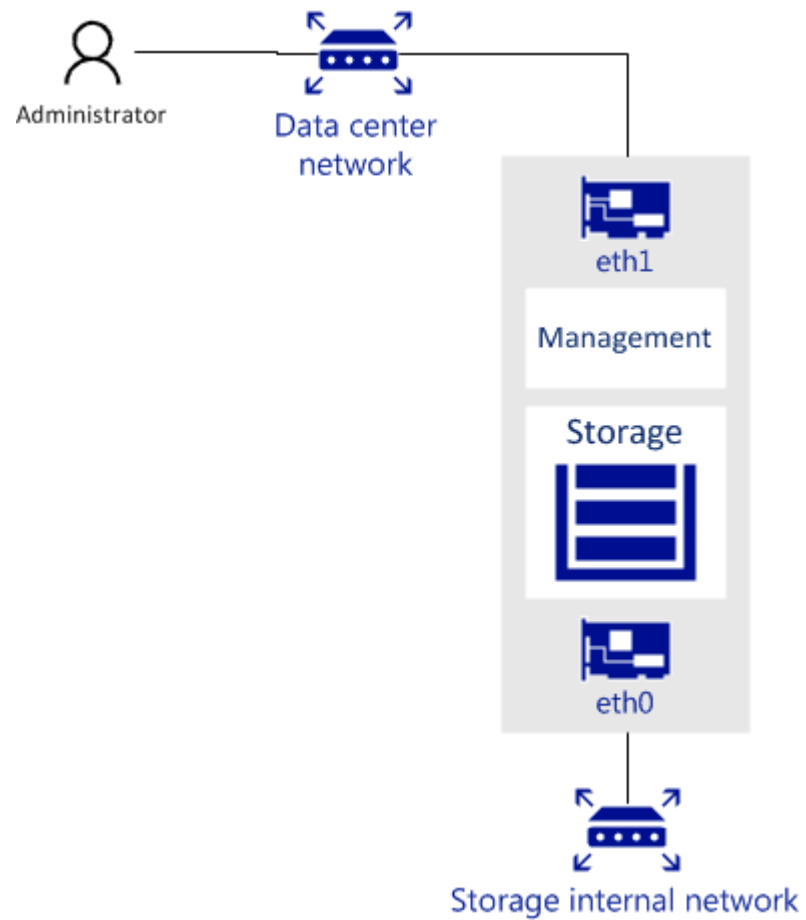 Administrator
Data center
network
eth1
Management
Storage
eth0
Storage internal network